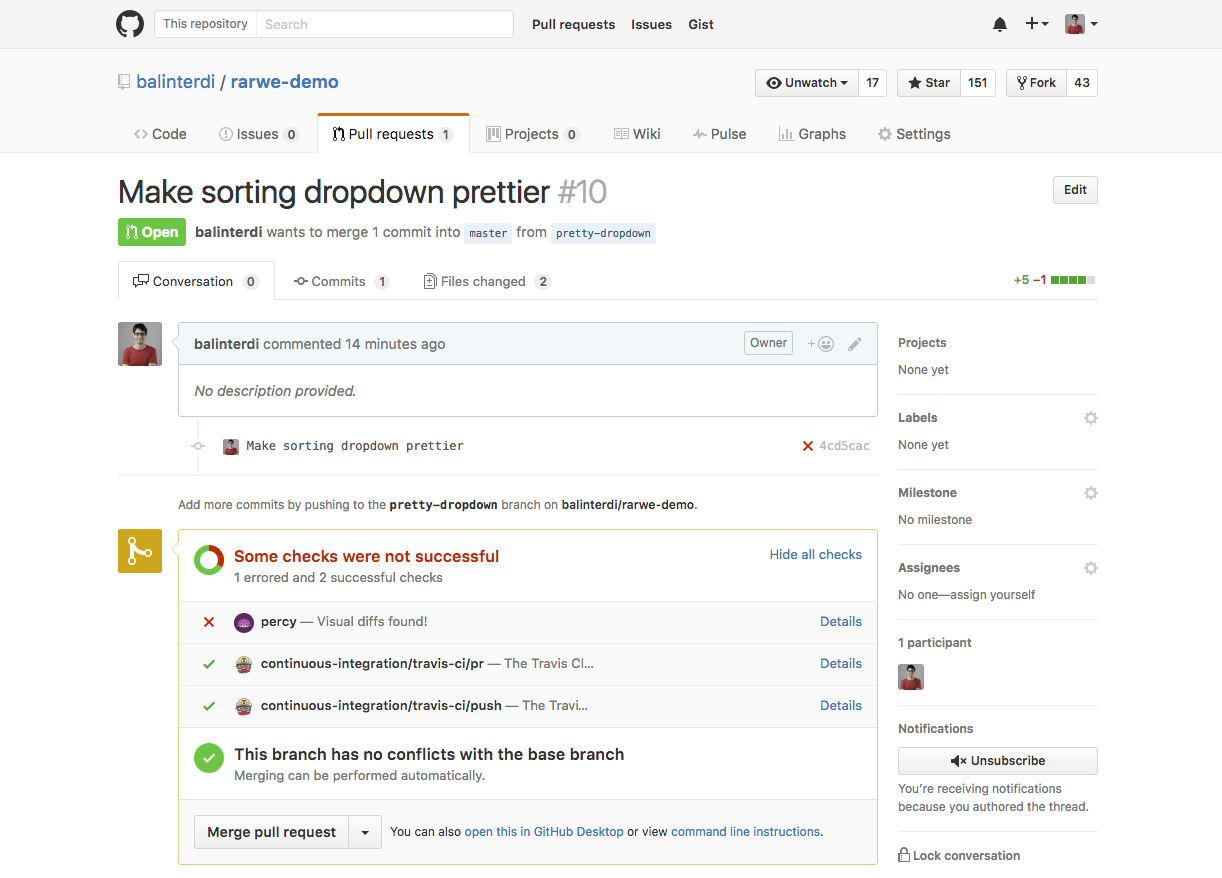 This repository Search Pull requests Issues Gist
balinterdi / rarwe-demo Unwatch 17 Star 151 Fork 43
Code Issues 0 Pull requests 1 Projects 0 Wiki Pulse Graphs Settings
Make sorting dropdown prettier #10 Edit
Open balinterdi wants to merge 1 commit into master from pretty-dropdown
Conversation 0 Commits 1 Files changed 2 +5 −1
balinterdi commented 14 minutes ago Owner
No description provided.
Make sorting dropdown prettier 4cd5cac
Add more commits by pushing to the pretty-dropdown branch on balinterdi/rarwe-demo.
Some checks were not successful Hide all checks
1 errored and 2 successful checks
percy — Visual diffs found! Details
continuous-integration/travis-ci/pr — The Travis CI… Details
continuous-integration/travis-ci/push — The Travi… Details
This branch has no conflicts with the base branch
Merging can be performed automatically.
Merge pull request You can also open this in GitHub Desktop or view command line instructions.
Projects
None yet
Labels
None yet
Milestone
No milestone
Assignees
No one—assign yourself
1 participant
Notifications
Unsubscribe
You’re receiving notifications
because you authored the thread.
Lock conversation